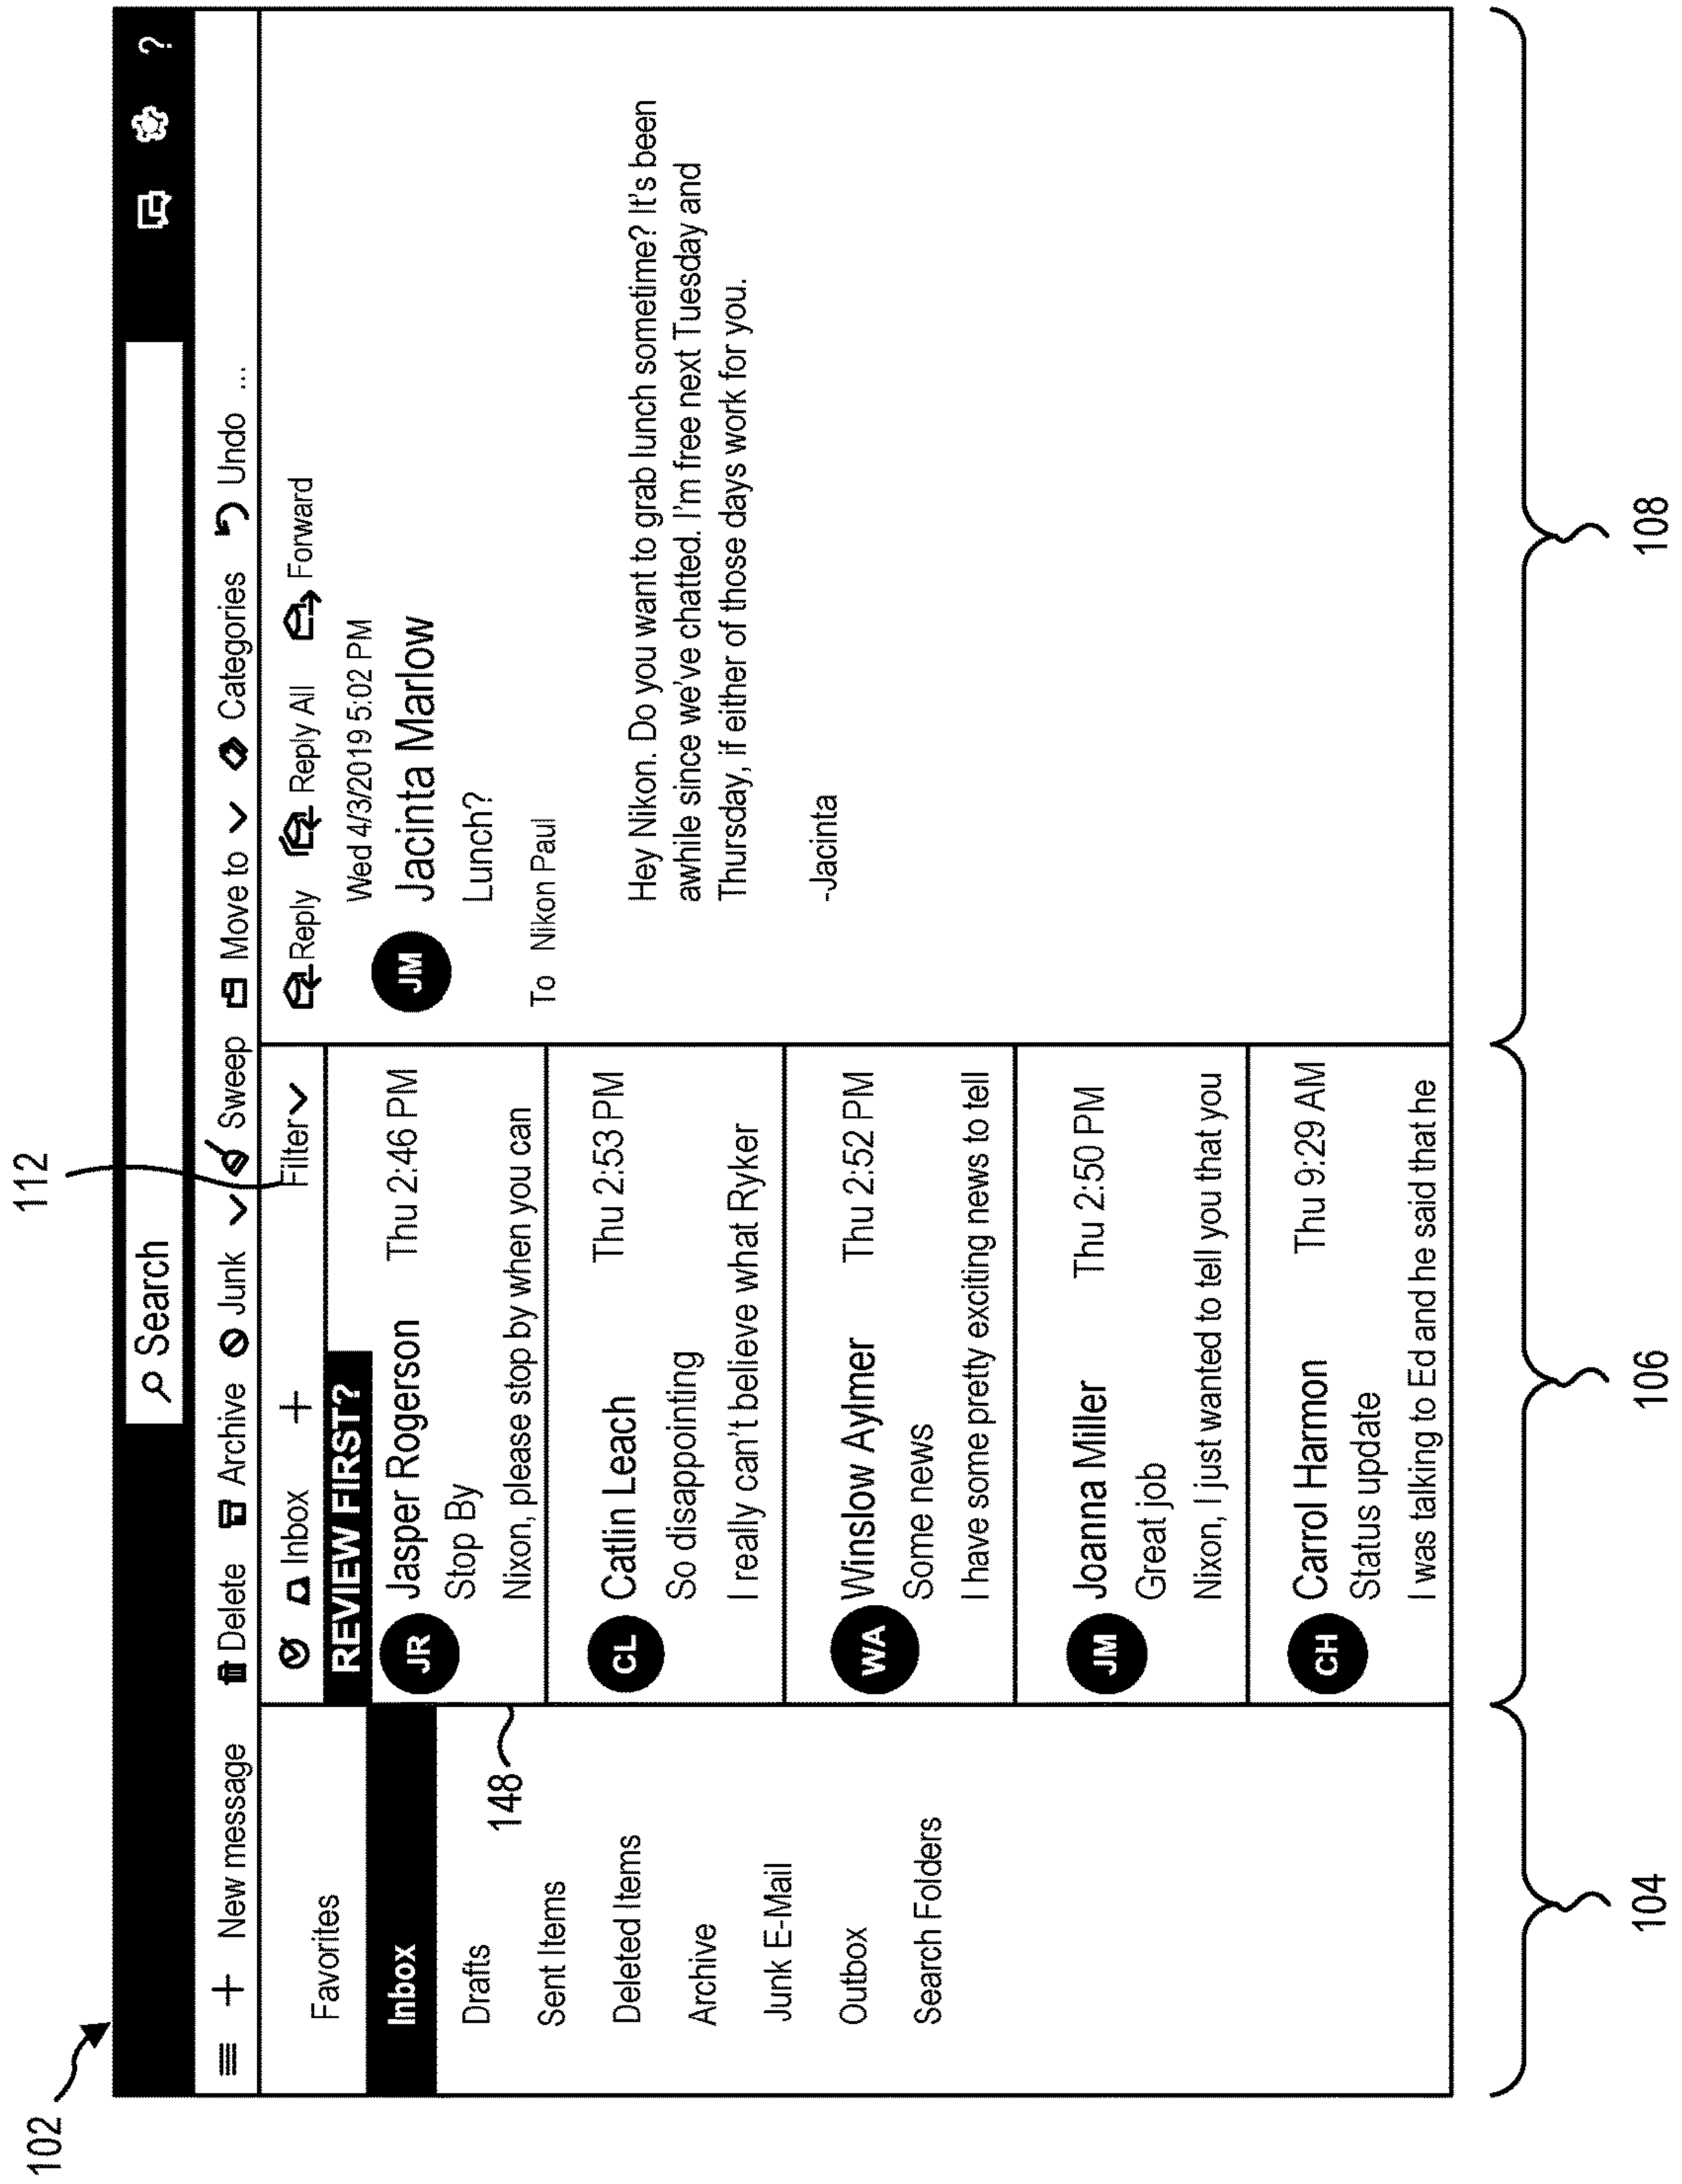 102
112
Search
?
New message
Delete
Archive
Junk
Sweep
Move to
Categories
Undo ...
Favorites
Inbox
Drafts
Sent Items
Deleted Items
Archive
Junk E-Mail
Outbox
Search Folders
148
Inbox
Filter
REVIEW FIRST?
JR
Jasper Rogerson Thu 2:46 PM
Stop By
Nixon, please stop by when you can
CL
Catlin Leach Thu 2:53 PM
So disappointing
I really can't believe what Ryker
WA
Winslow Aylmer Thu 2:52 PM
Some news
I have some pretty exciting news to tell
JM
Joanna Miller Thu 2:50 PM
Great job
Nixon, I just wanted to tell you that you
CH
Carrol Harmon Thu 9:29 AM
Status update
I was talking to Ed and he said that he
Reply Reply All Forward
Wed 4/3/2019 5:02 PM
JM
Jacinta Marlow
Lunch?
To Nikon Paul
Hey Nikon. Do you want to grab lunch sometime? It's been
awhile since we've chatted. I'm free next Tuesday and
Thursday, if either of those days work for you.
-Jacinta
104
106
108